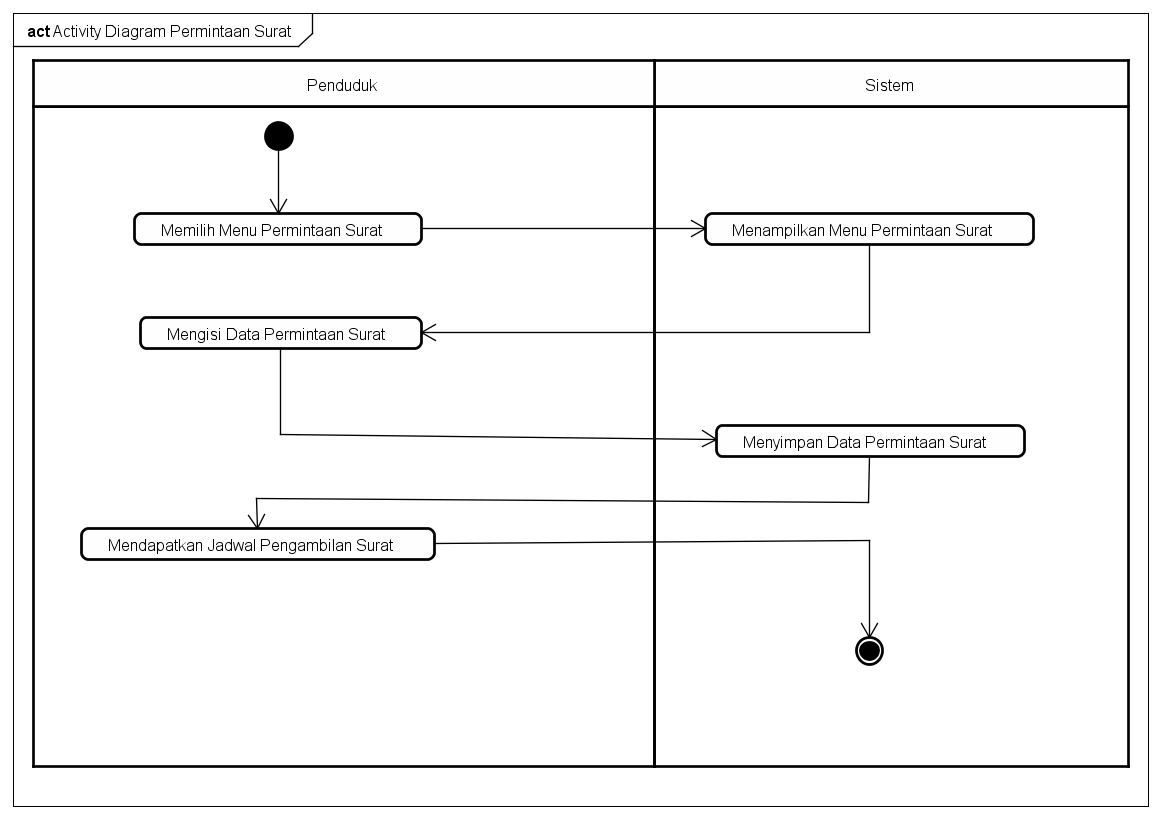 act Activity Diagram Permintaan Surat
Penduduk
Sistem
Memilih Menu Permintaan Surat
Menampilkan Menu Permintaan Surat
Mengisi Data Permintaan Surat
Menyimpan Data Permintaan Surat
Mendapatkan Jadwal Pengambilan Surat